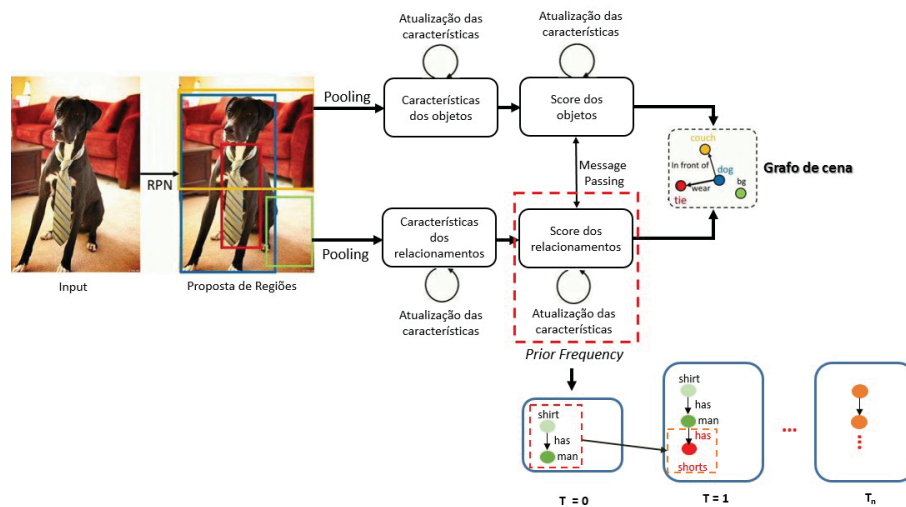 Atualização das
características
Atualização das
características
Pooling
Características
dos objetos
Score dos
objetos
RPN
Message
Passing
couch
In front of
dog
bg
wear
tie
Grafo de cena
Pooling
Características
dos
relacionamentos
Score dos
relacionamentos
Input
Proposta de Regiões
Atualização das
características
Atualização das
características
Prior Frequency
shirt
has
man
T = 0
shirt
has
man
has
shorts
T = 1
...
Tn